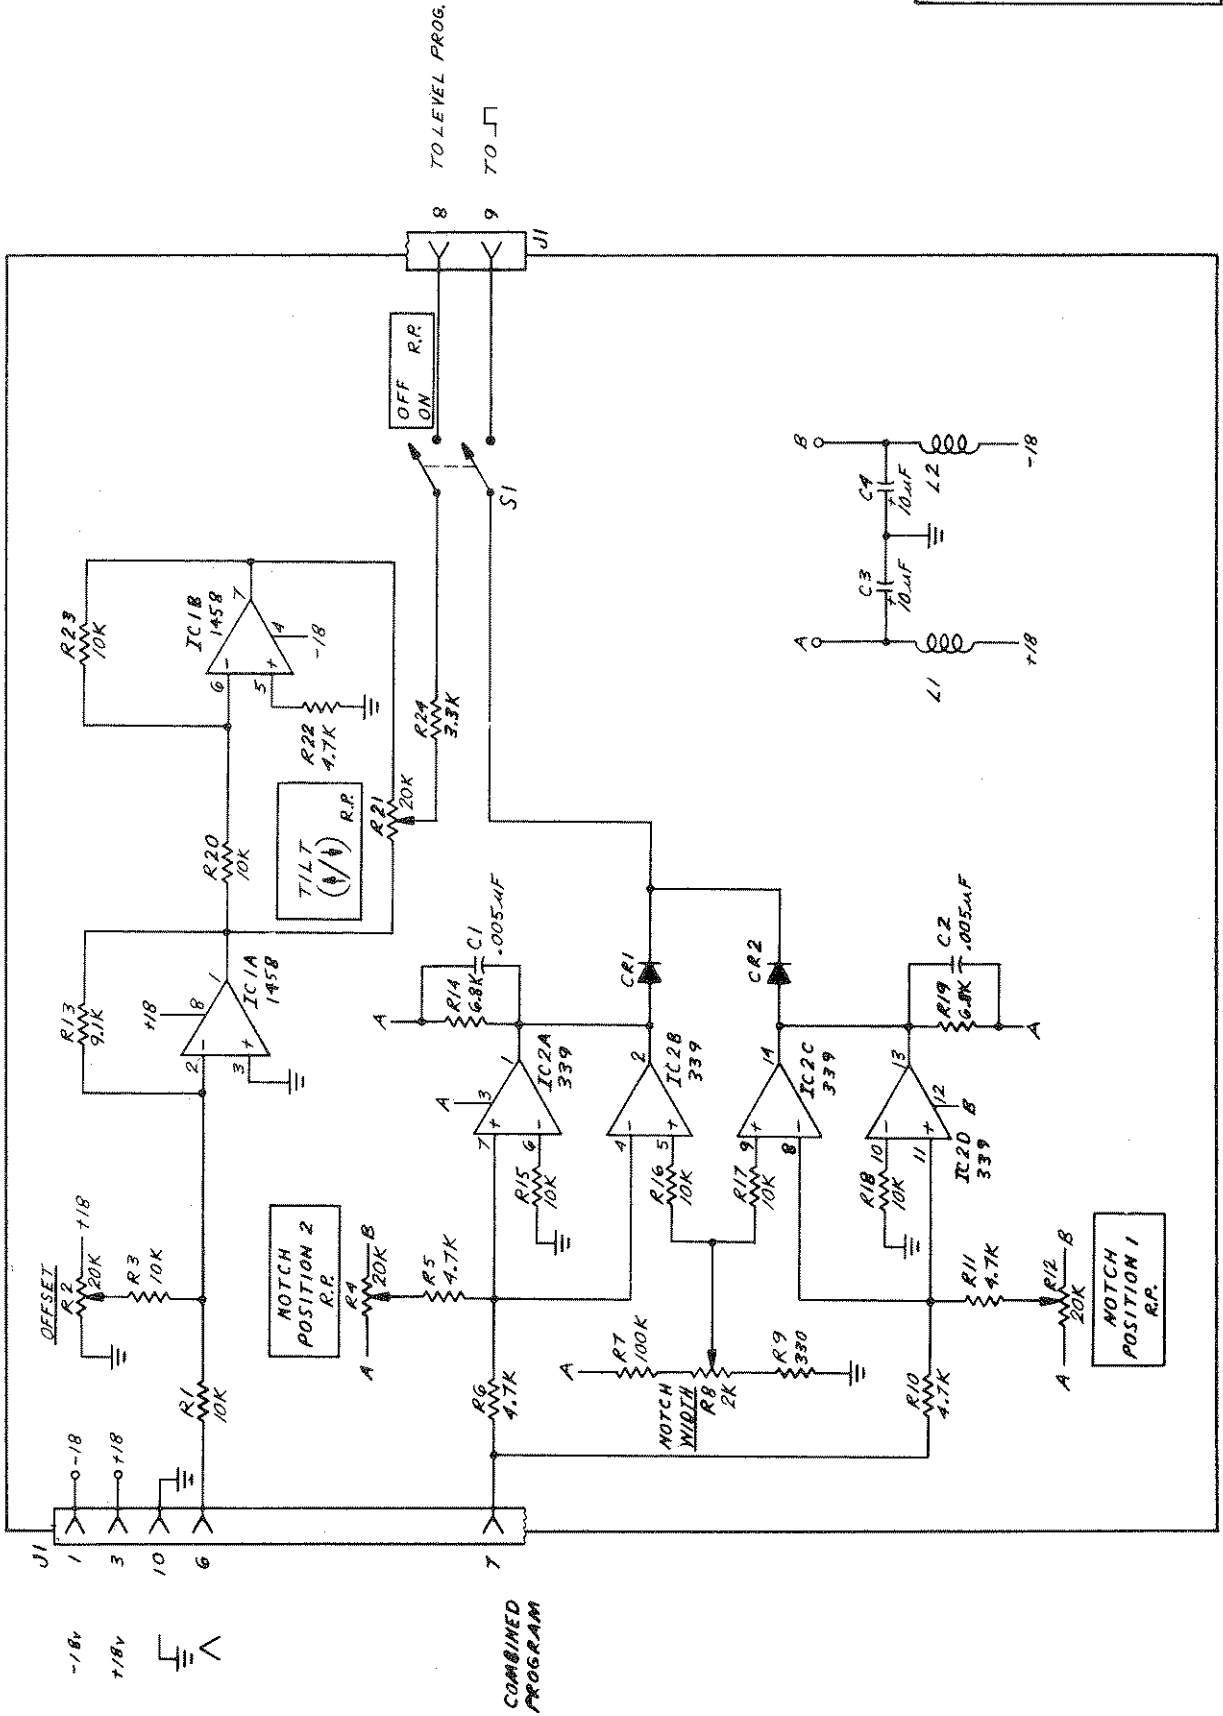 J1
-18V
1
-18
+18V
3
+18
10
6
COMBINED
PROGRAM
7
OFFSET
R2
20K
+18
R3
10K
R1
10K
R13
9.1K
+18
8
2
-
3
+
1
IC1A
1458
R20
10K
R23
10K
6
-
5
+
7
IC1B
1458
4
-18
R22
4.7K
TILT
(/)
R.P.
R21
20K
R24
3.3K
OFF
ON
R.P.
S1
8
TO LEVEL PROG.
9
TO
J1
NOTCH
POSITION 2
R.P.
A
R4
B
20K
R5
4.7K
R6
4.7K
A
3
7
+
6
-
1
IC2A
339
R15
10K
A
R14
6.8K
C1
.005µF
4
-
5
+
2
IC2B
339
R16
10K
CR1
A
R7
100K
NOTCH
WIDTH
R8
2K
R9
330
R17
10K
9
+
8
-
14
IC2C
339
CR2
R18
10K
10
-
11
+
13
12
B
IC2D
339
R19
6.8K
C2
.005µF
A
R10
4.7K
R11
4.7K
A
R12
B
20K
NOTCH
POSITION 1
R.P.
A
C3
+
10µF
L1
+18
B
C4
+
10µF
L2
-18